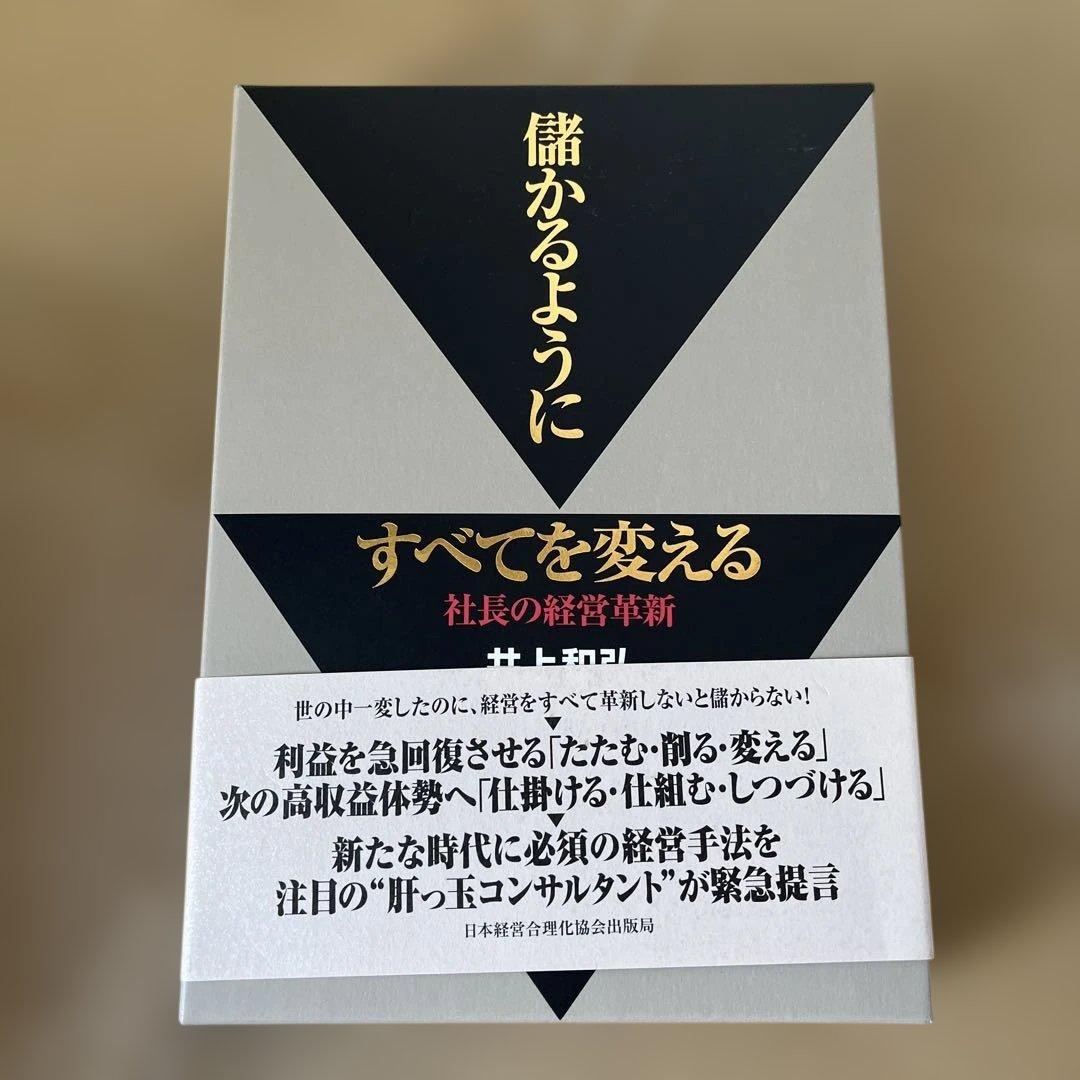 儲かるように
すべてを変える
社長の経営革新
井上和弘
世の中一変したのに、経営をすべて革新しないと儲からない!
利益を急回復させる「たたむ・削る・変える」
次の高収益体勢へ「仕掛ける・仕組む・しつづける」
新たな時代に必須の経営手法を
注目の“肝っ玉コンサルタント”が緊急提言
日本経営合理化協会出版局